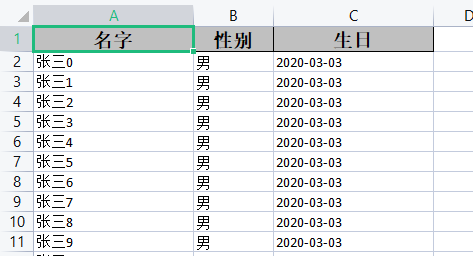 A B C D
1 名字 性别 生日
2 张三0 男 2020-03-03
3 张三1 男 2020-03-03
4 张三2 男 2020-03-03
5 张三3 男 2020-03-03
6 张三4 男 2020-03-03
7 张三5 男 2020-03-03
8 张三6 男 2020-03-03
9 张三7 男 2020-03-03
10 张三8 男 2020-03-03
11 张三9 男 2020-03-03